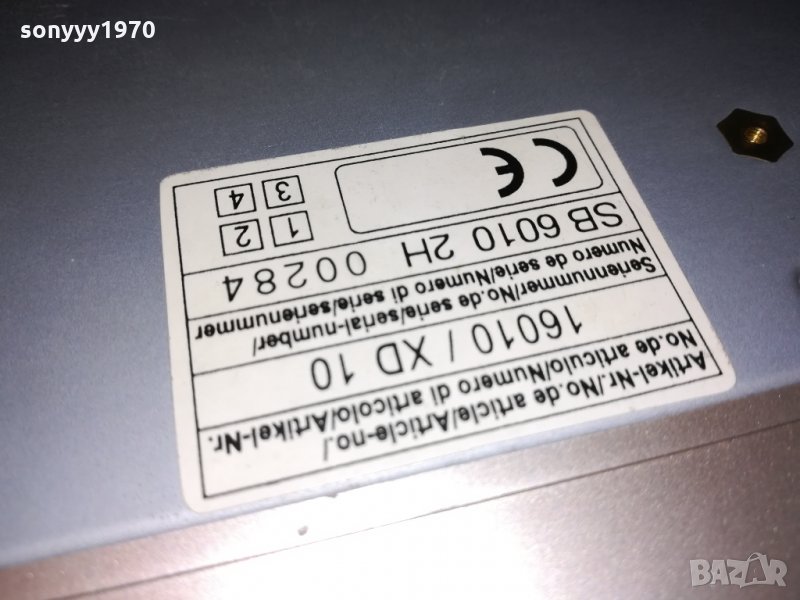 sonyyy1970
Artikel-Nr./No.de article/Article-no./
No.de articulo/Numero di articolo/Artikel-Nr.
16010 / XD 10
Seriennummer/No.de serie/serial-number/
Numero de serie/Numero di serie/serienummer
SB 6010 2H 00284
CE
1 2
3 4
BAZAR